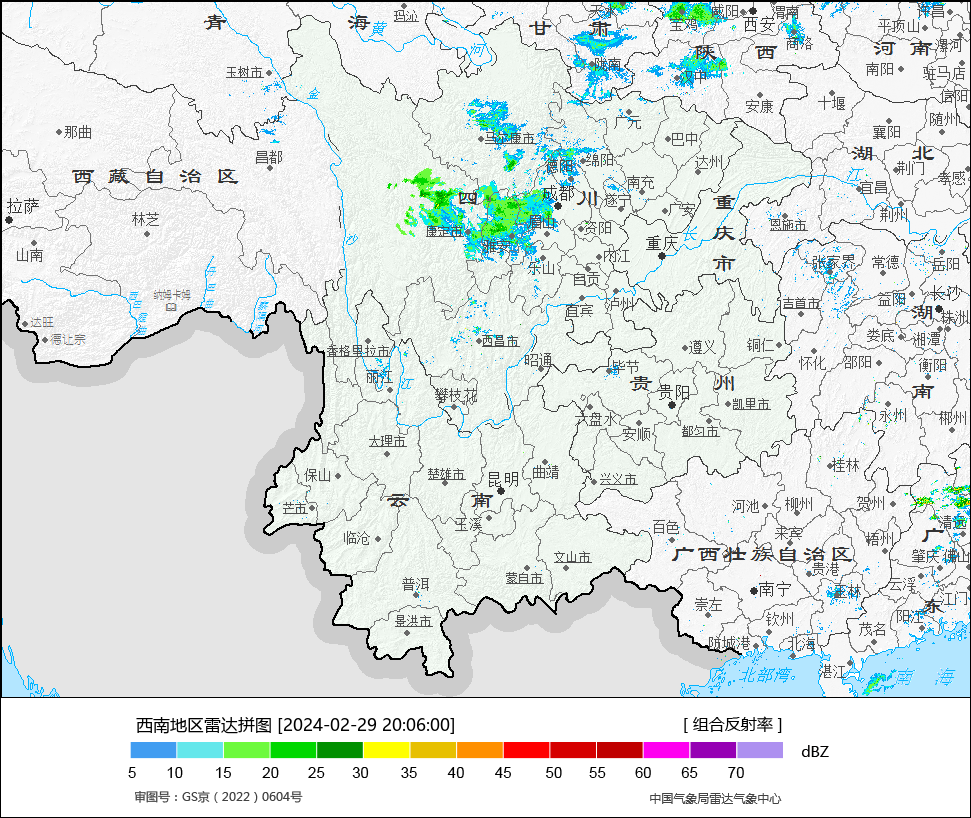 青 海 玛沁 黄 河 甘 肃 天水 宝鸡 咸阳 渭南 西安 许昌
平顶山 漯河
商洛 陕 西 河 南
玉树市 陇南 汉中 南阳 驻马店
金 安康 十堰 信阳
那曲 广元 巴中 襄阳 随州
马尔康市
昌都 德阳 绵阳 达州 湖 北
西 藏 自 治 区 南充 荆门 江 宜昌 孝感
拉萨 四 川 成都 遂宁 重
林芝 康定市 眉山 广安 荆州
资阳 庆 恩施市
山南 雅安 重庆 长
沙 乐山 内江 市 张家界 常德 岳阳
自贡
纳姆卡姆 宜宾 泸州 吉首市 益阳 长沙
达旺 湖 株洲
德让宗 西昌市 娄底 湘潭
香格里拉市 昭通 遵义 铜仁
丽江 毕节 怀化 邵阳 衡阳
江 攀枝花 贵 州 贵阳 南
六盘水 凯里市 永州 郴州
大理市 安顺 都匀市
保山 楚雄市 昆明 曲靖 兴义市 桂林
芒市 云 南 河池 柳州 贺州
玉溪 清远
临沧 百色 来宾 梧州 广
文山市 广 西 壮 族 自 治 区 肇庆 佛山
普洱 蒙自市 贵港
南宁 玉林 云浮 江门
崇左 东
景洪市 钦州 阳江
防城港 北海 茂名
湛江
北部湾 南 海
西南地区雷达拼图 [2024-02-29 20:06:00] [ 组合反射率 ]
dBZ
5 10 15 20 25 30 35 40 45 50 55 60 65 70
审图号：GS京（2022）0604号 中国气象局雷达气象中心